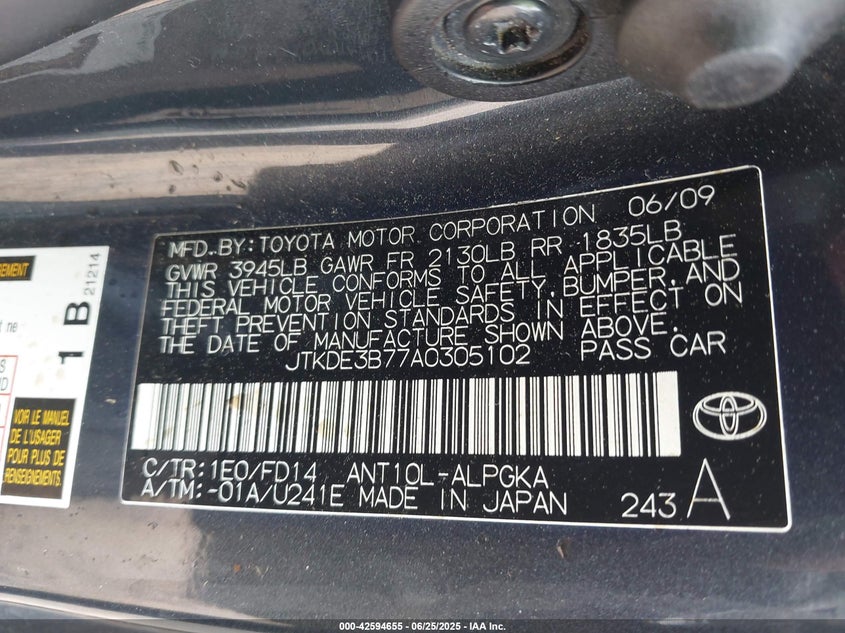 MFD. BY: TOYOTA MOTOR CORPORATION 06/09
GVWR 3945LB GAWR FR 2130LB RR 1835LB
THIS VEHICLE CONFORMS TO ALL APPLICABLE
FEDERAL MOTOR VEHICLE SAFETY, BUMPER, AND
THEFT PREVENTION STANDARDS IN EFFECT ON
THE DATE OF MANUFACTURE SHOWN ABOVE.
JTKDE3B77A0305102 PASS CAR
C/TR: 1E0/FD14 ANT10L-ALPGKA
A/TM: -01A/U241E MADE IN JAPAN 243 A
1 B
21214
VOIR LE MANUEL
DE L'USAGER
POUR PLUS DE
RENSEIGNEMENTS
000-42594655 - 06/25/2025 - IAA Inc.